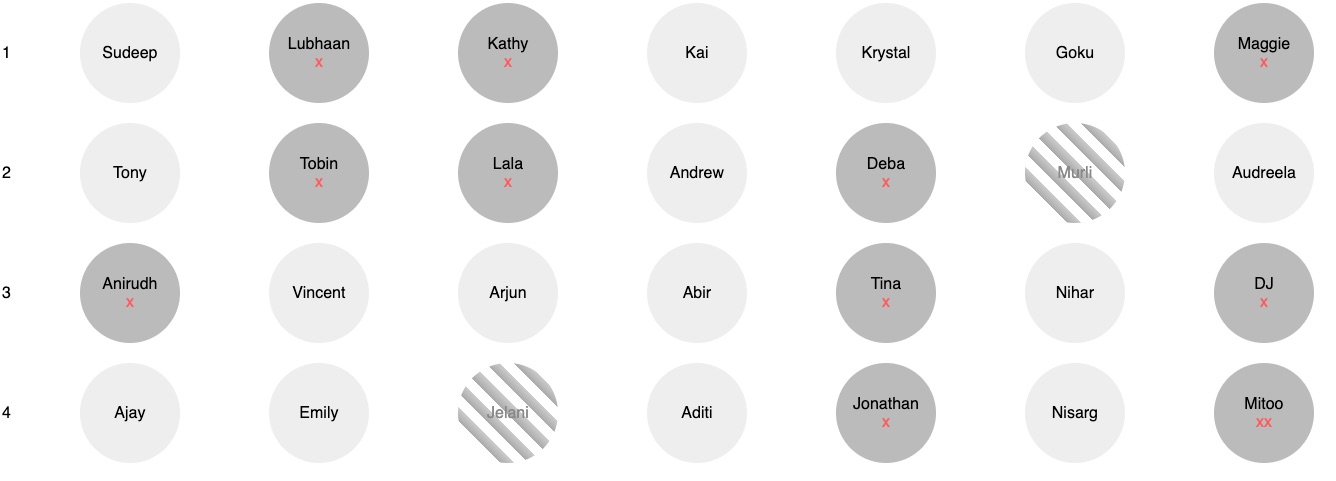 1 Sudeep Lubhaan Kathy Kai Krystal Goku Maggie
x x x
2 Tony Tobin Lala Andrew Deba Murli Audreela
x x x
3 Anirudh Vincent Arjun Abir Tina Nihar DJ
x x x
4 Ajay Emily Jelani Aditi Jonathan Nisarg Mitoo
x xx